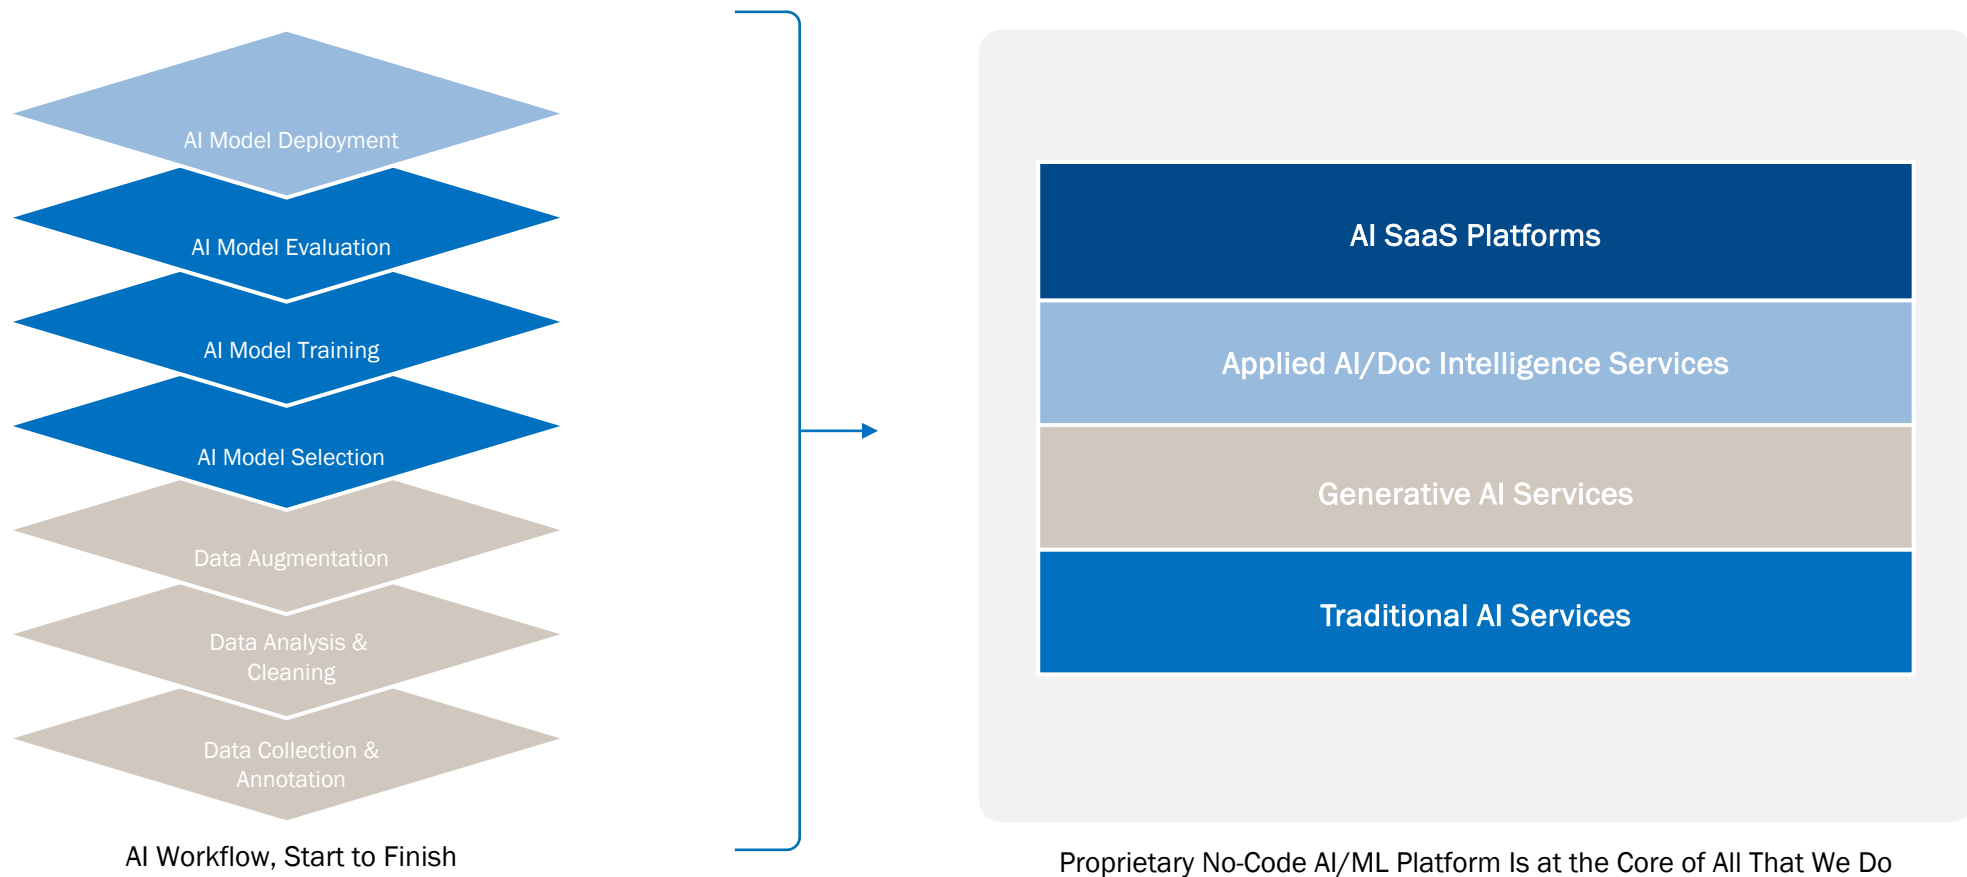 AI Model Deployment
AI Model Evaluation
AI Model Training
AI Model Selection
Data Augmentation
Data Analysis &
Cleaning
Data Collection &
Annotation
AI Workflow, Start to Finish
AI SaaS Platforms
Applied AI/Doc Intelligence Services
Generative AI Services
Traditional AI Services
Proprietary No-Code AI/ML Platform Is at the Core of All That We Do